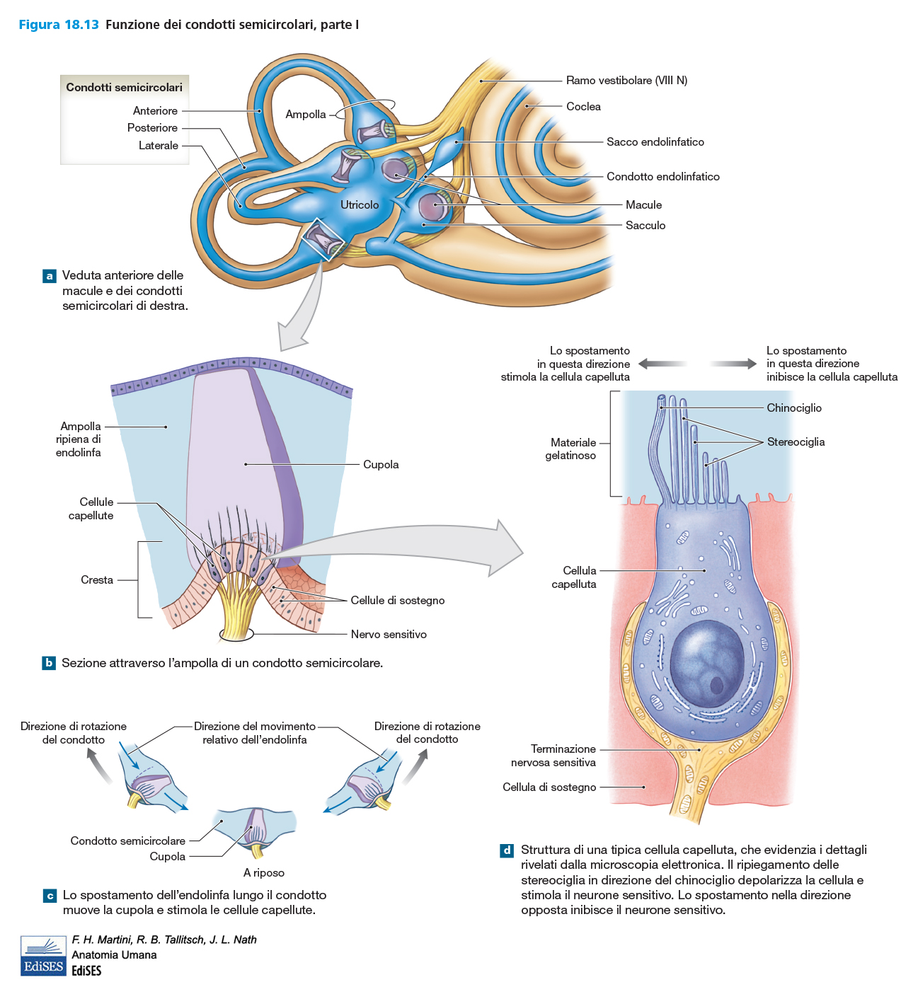 Figura 18.13 Funzione dei condotti semicircolari, parte I
Condotti semicircolari
Anteriore
Posteriore
Laterale
Ampolla
Utricolo
Ramo vestibolare (VIII N)
Coclea
Sacco endolinfatico
Condotto endolinfatico
Macule
Sacculo
a Veduta anteriore delle
macule e dei condotti
semicircolari di destra.
Ampolla
ripiena di
endolinfa
Cellule
capellute
Cresta
Cupola
Cellule di sostegno
Nervo sensitivo
b Sezione attraverso l'ampolla di un condotto semicircolare.
Direzione di rotazione
del condotto
Direzione del movimento
relativo dell'endolinfa
Direzione di rotazione
del condotto
Condotto semicircolare
Cupola
A riposo
c Lo spostamento dell'endolinfa lungo il condotto
muove la cupola e stimola le cellule capellute.
Lo spostamento
in questa direzione
stimola la cellula capelluta
Lo spostamento
in questa direzione
inibisce la cellula capelluta
Chinociglio
Stereociglia
Materiale
gelatinoso
Cellula
capelluta
Terminazione
nervosa sensitiva
Cellula di sostegno
d Struttura di una tipica cellula capelluta, che evidenzia i dettagli
rivelati dalla microscopia elettronica. Il ripiegamento delle
stereociglia in direzione del chinociglio depolarizza la cellula e
stimola il neurone sensitivo. Lo spostamento nella direzione
opposta inibisce il neurone sensitivo.
EdiSES
F. H. Martini, R. B. Tallitsch, J. L. Nath
Anatomia Umana
EdiSES